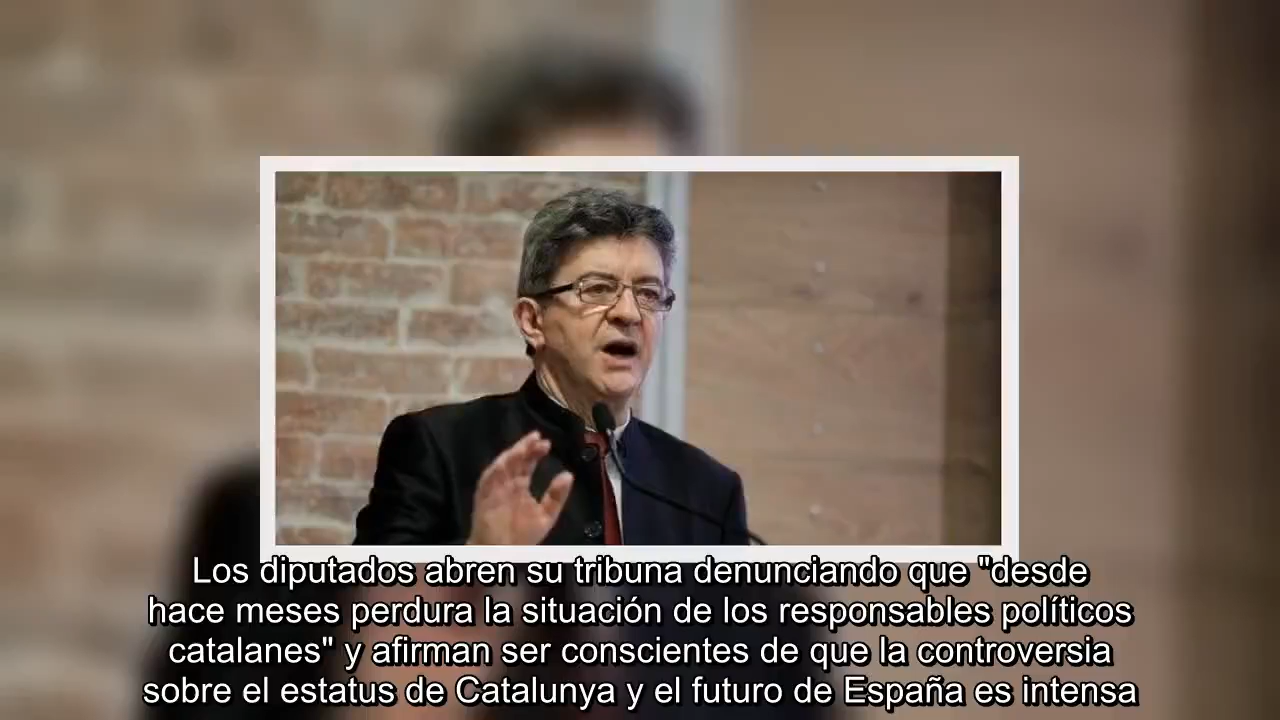 Los diputados abren su tribuna denunciando que "desde
hace meses perdura la situación de los responsables políticos
catalanes" y afirman ser conscientes de que la controversia
sobre el estatus de Catalunya y el futuro de España es intensa